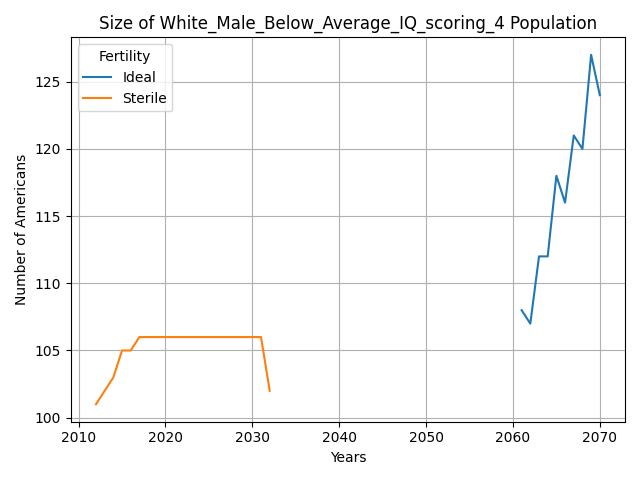 Size of White_Male_Below_Average_IQ_scoring_4 Population
Fertility
Ideal
Sterile
125
120
115
110
105
100
Number of Americans
2010 2020 2030 2040 2050 2060 2070
Years